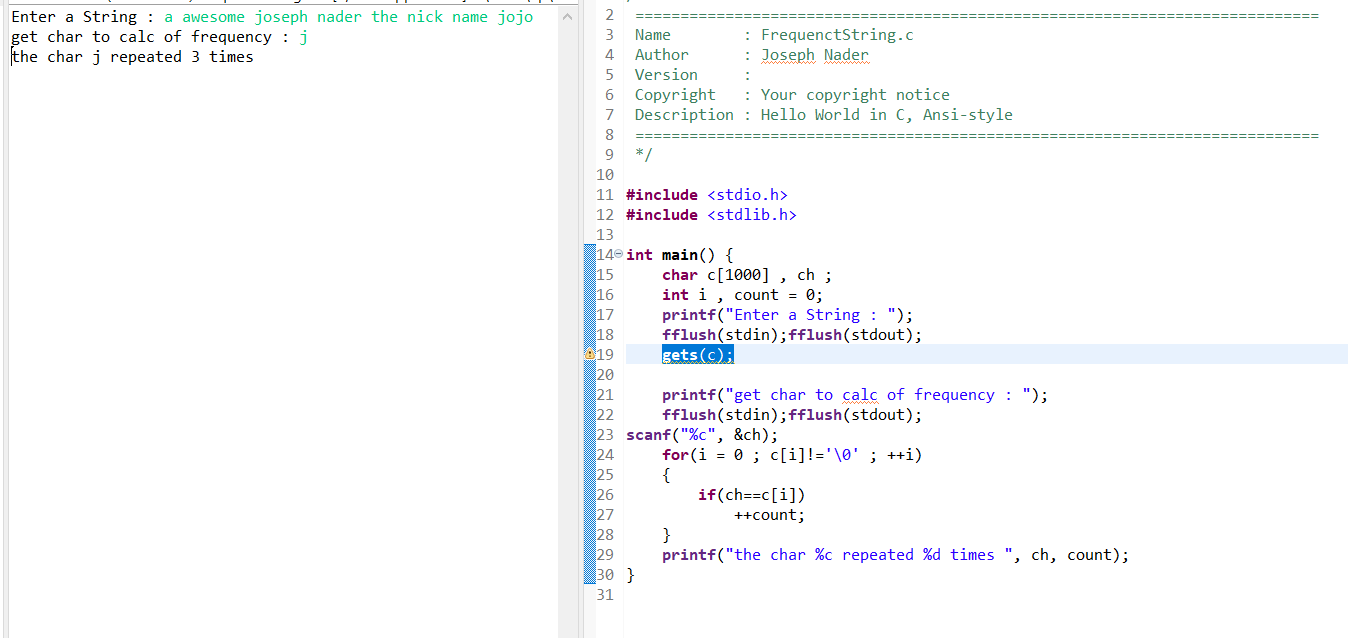 Enter a String : a awesome joseph nader the nick name jojo
get char to calc of frequency : j
the char j repeated 3 times
2 ============================================================================
3 Name        : FrequenctString.c
4 Author      : Joseph Nader
5 Version     :
6 Copyright   : Your copyright notice
7 Description : Hello World in C, Ansi-style
8 ============================================================================
9 */
10
11 #include <stdio.h>
12 #include <stdlib.h>
13
14 int main() {
15     char c[1000] , ch ;
16     int i , count = 0;
17     printf("Enter a String : ");
18     fflush(stdin);fflush(stdout);
19     gets(c);
20
21     printf("get char to calc of frequency : ");
22     fflush(stdin);fflush(stdout);
23 scanf("%c", &ch);
24     for(i = 0 ; c[i]!='\0' ; ++i)
25     {
26         if(ch==c[i])
27             ++count;
28     }
29     printf("the char %c repeated %d times ", ch, count);
30 }
31